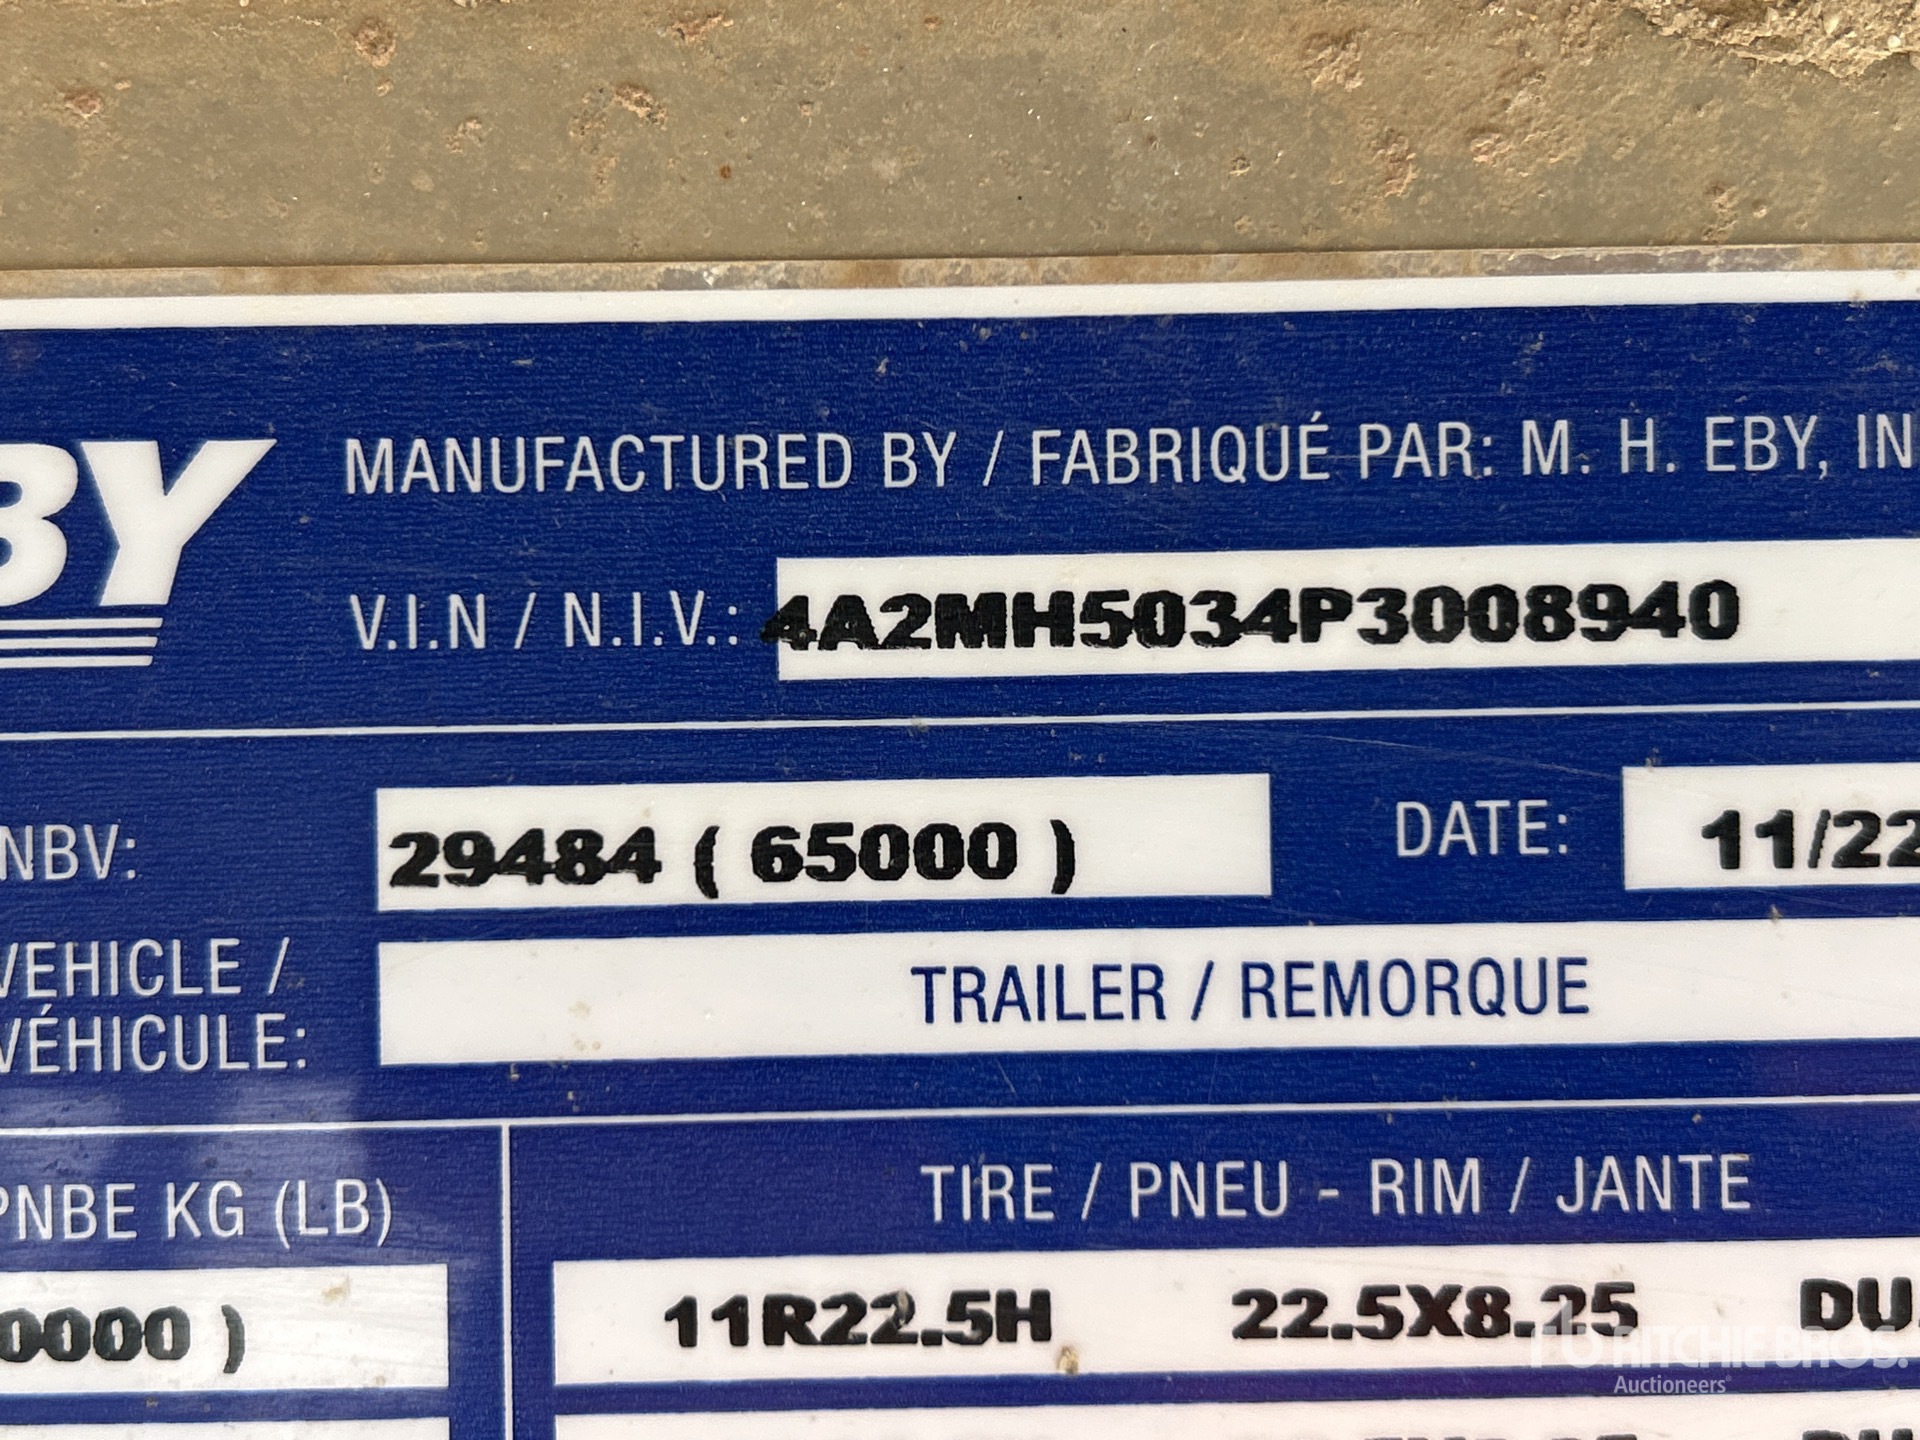 BY
MANUFACTURED BY / FABRIQUÉ PAR: M. H. EBY, IN
V.I.N / N.I.V.: 4A2MH5034P3008940
NBV: 29484 ( 65000 ) DATE: 11/22
VEHICLE /
VÉHICULE:
TRAILER / REMORQUE
PNBE KG (LB) TIRE / PNEU - RIM / JANTE
0000 ) 11R22.5H 22.5X8.25 DU
RITCHIE BROS.
Auctioneers